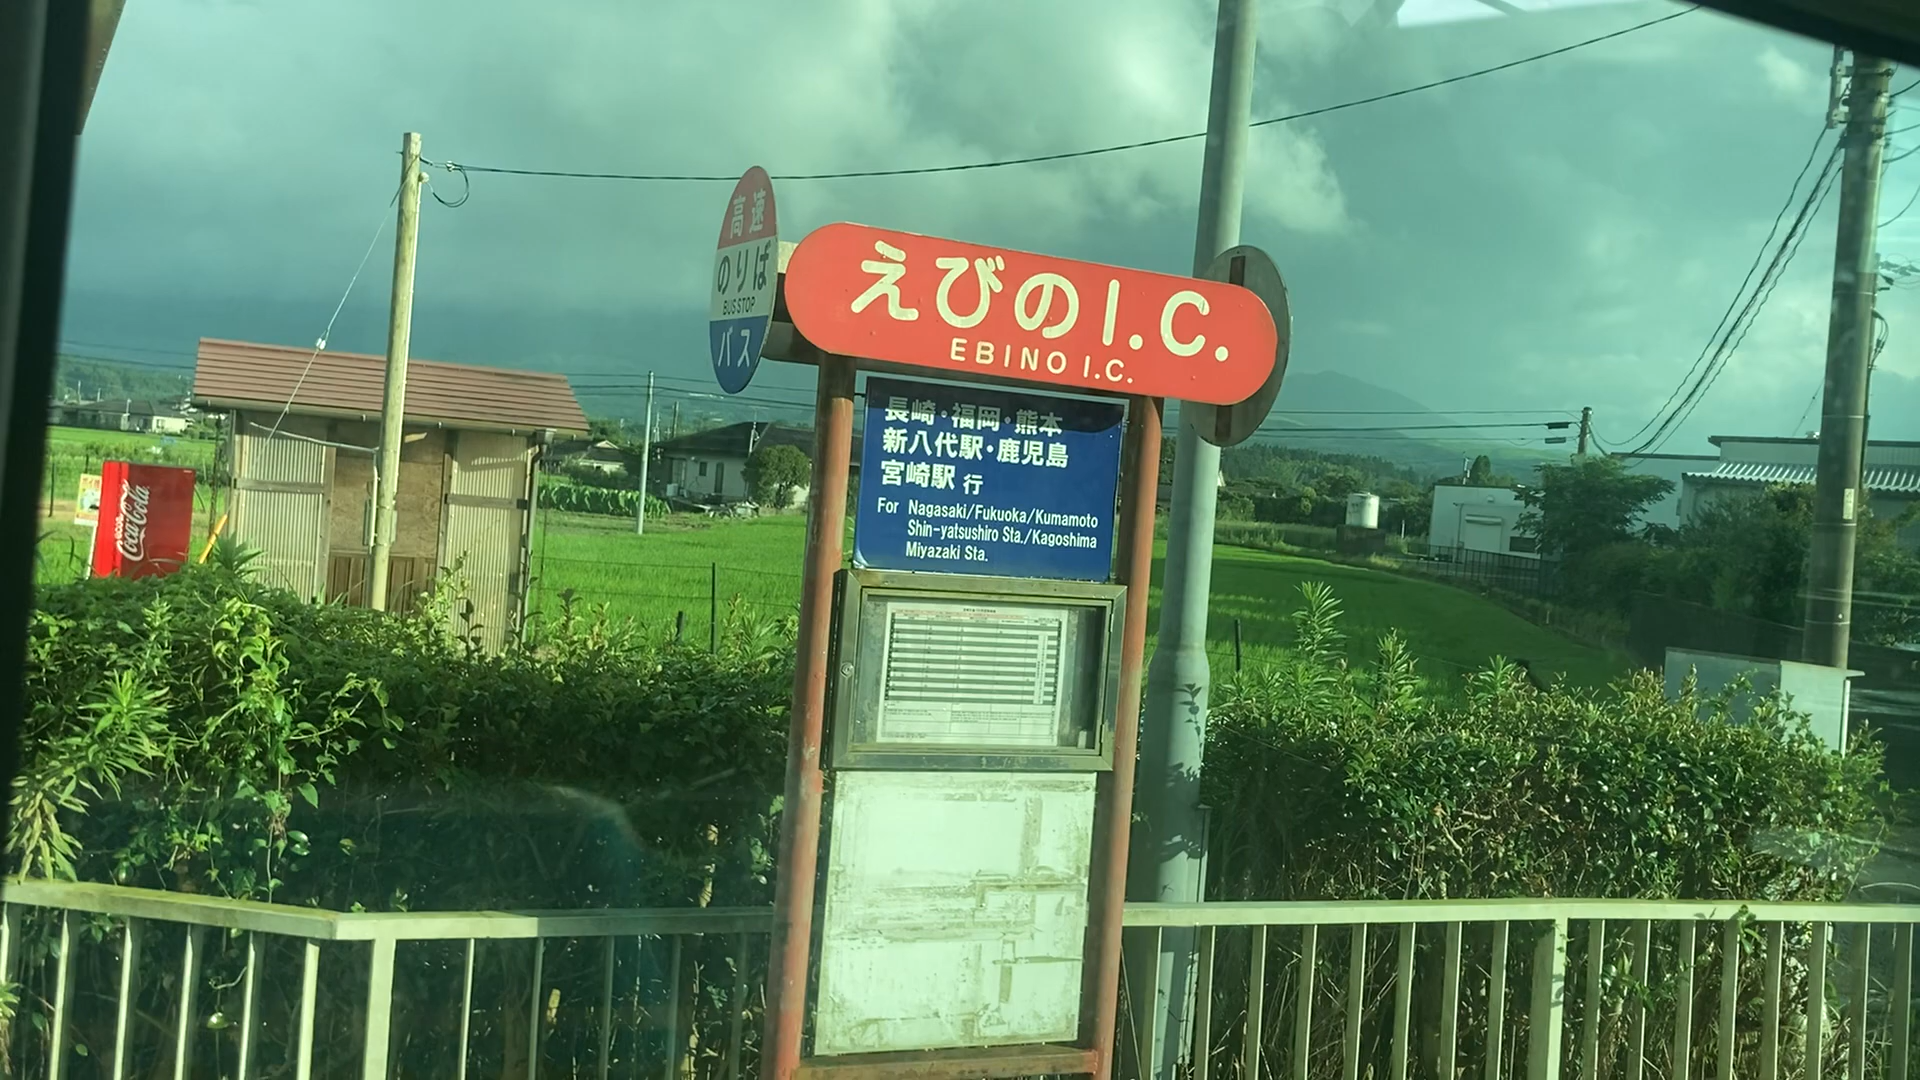 高速
のりば
BUS STOP
バス
えびのI.C.
EBINO I.C.
長崎・福岡・熊本
新八代駅・鹿児島
宮崎駅 行
For Nagasaki/Fukuoka/Kumamoto
Shin-yatsushiro Sta./Kagoshima
Miyazaki Sta.
Coca-Cola